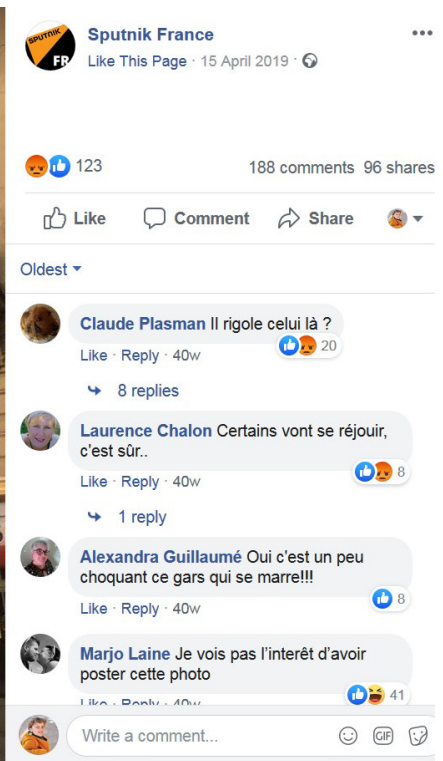 SPUTNIK
FR
Sputnik France
Like This Page · 15 April 2019 ·
123
188 comments 96 shares
Like
Comment
Share
Oldest
Claude Plasman Il rigole celui là ?
20
Like · Reply · 40w
8 replies
Laurence Chalon Certains vont se réjouir,
c'est sûr..
8
Like · Reply · 40w
1 reply
Alexandra Guillaumé Oui c'est un peu
choquant ce gars qui se marre!!!
8
Like · Reply · 40w
Marjo Laine Je vois pas l'interêt d'avoir
poster cette photo
41
Like · Reply · 40w
Write a comment...
GIF